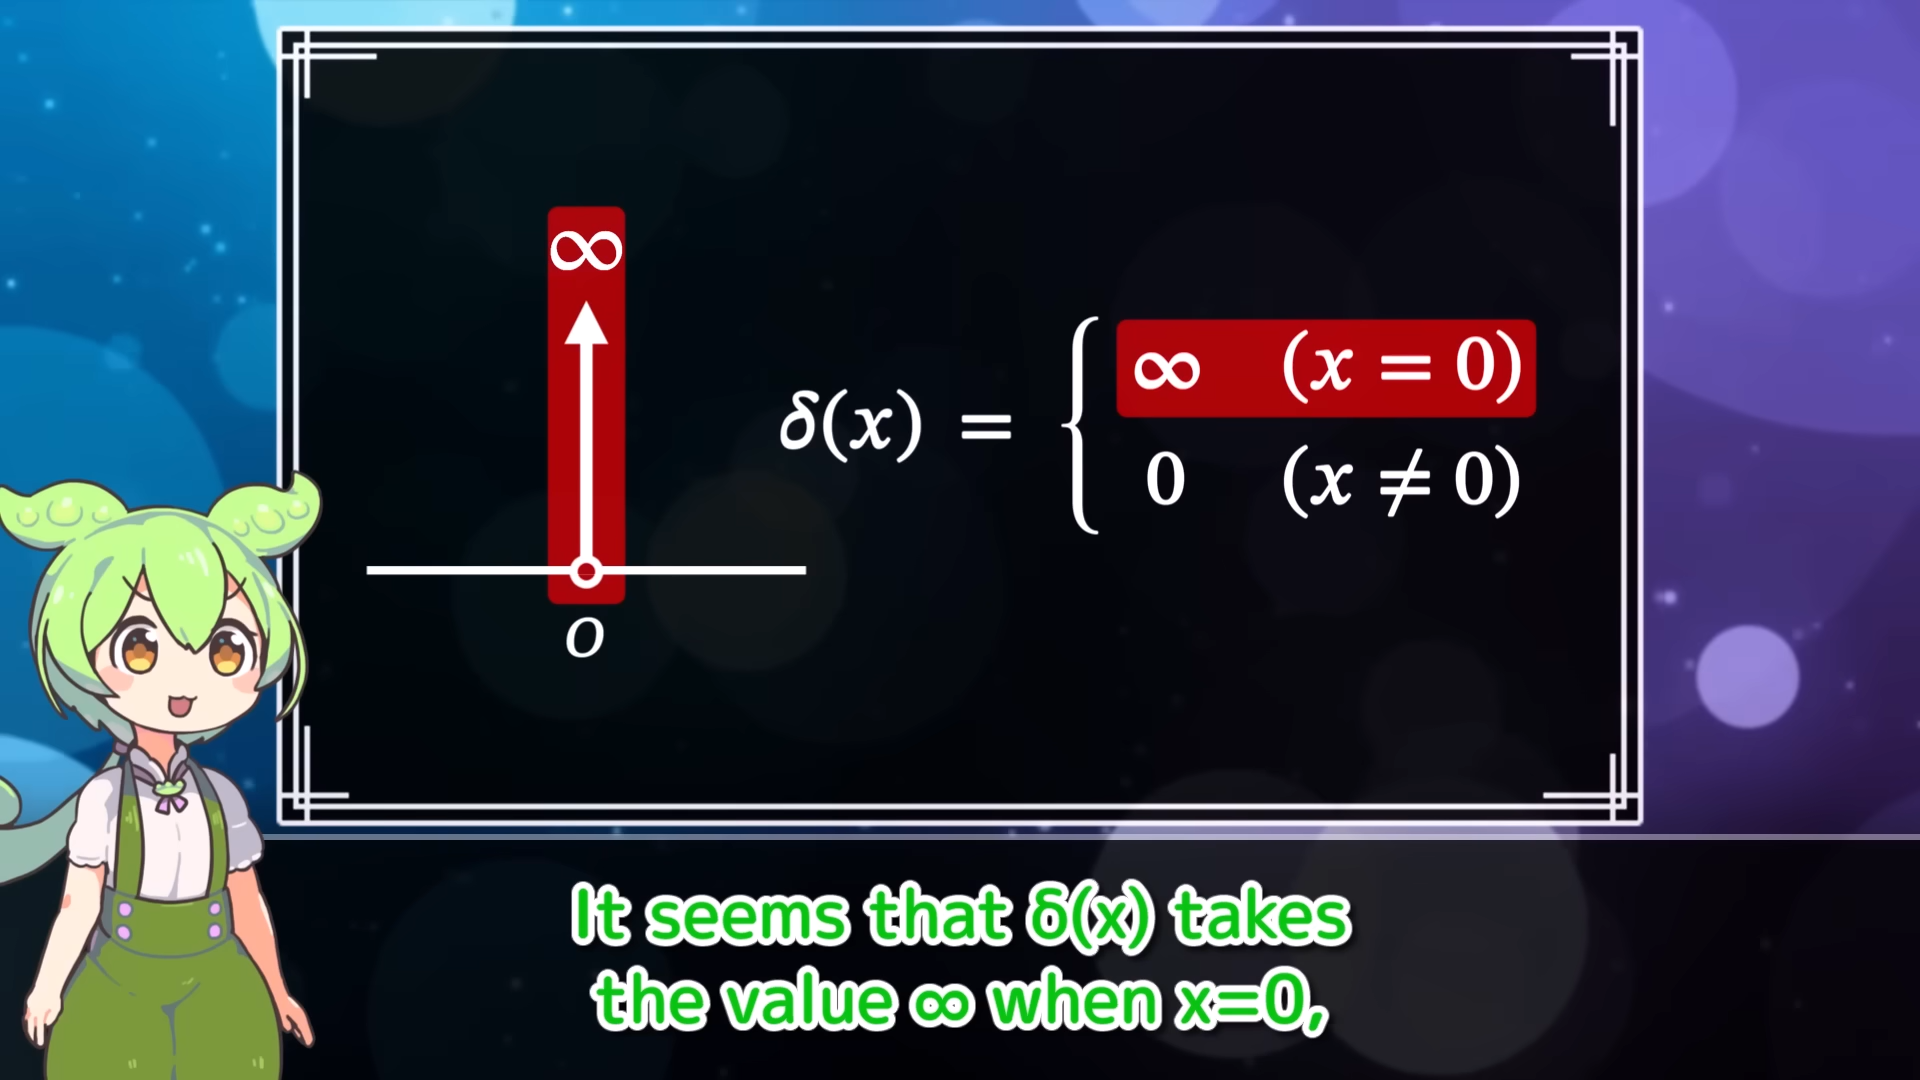 ∞
O
δ(x) = { ∞ (x = 0)
0 (x ≠ 0)
It seems that δ(x) takes
the value ∞ when x=0,